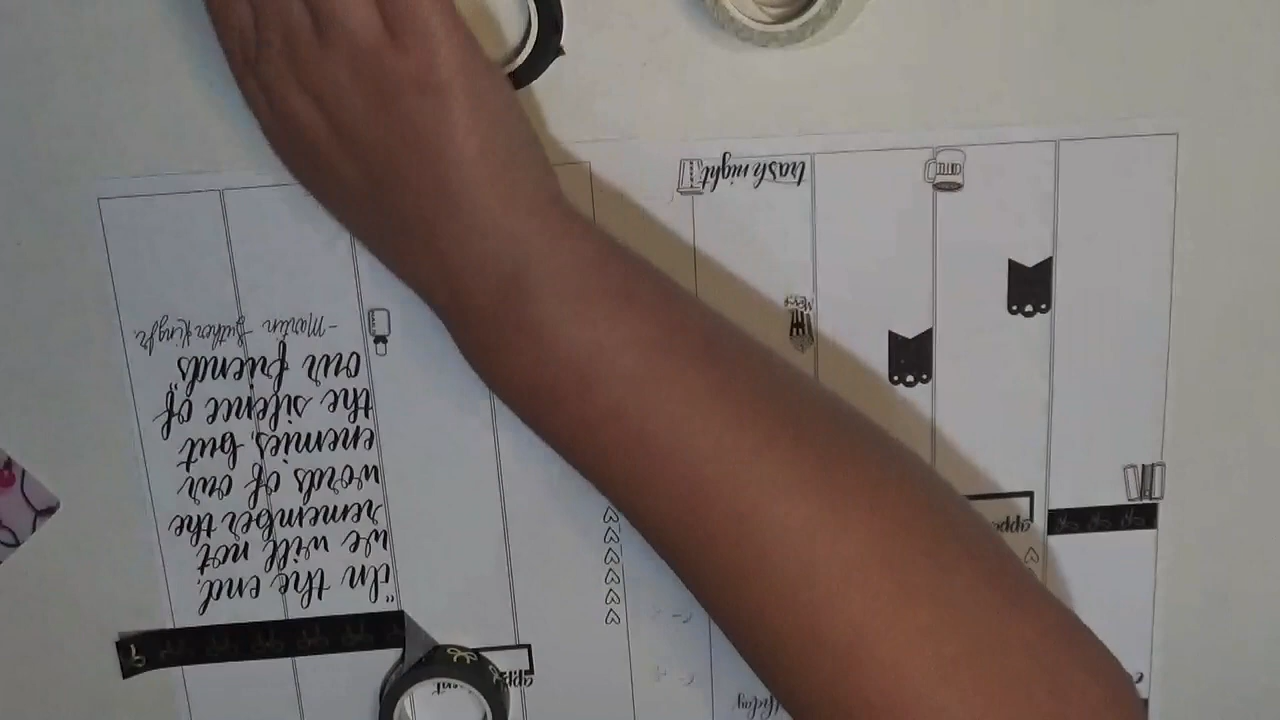 "In the end,
we will not
remember the
words of our
enemies, but
the silence of
our friends"
-Martin Luther King Jr.
trash night